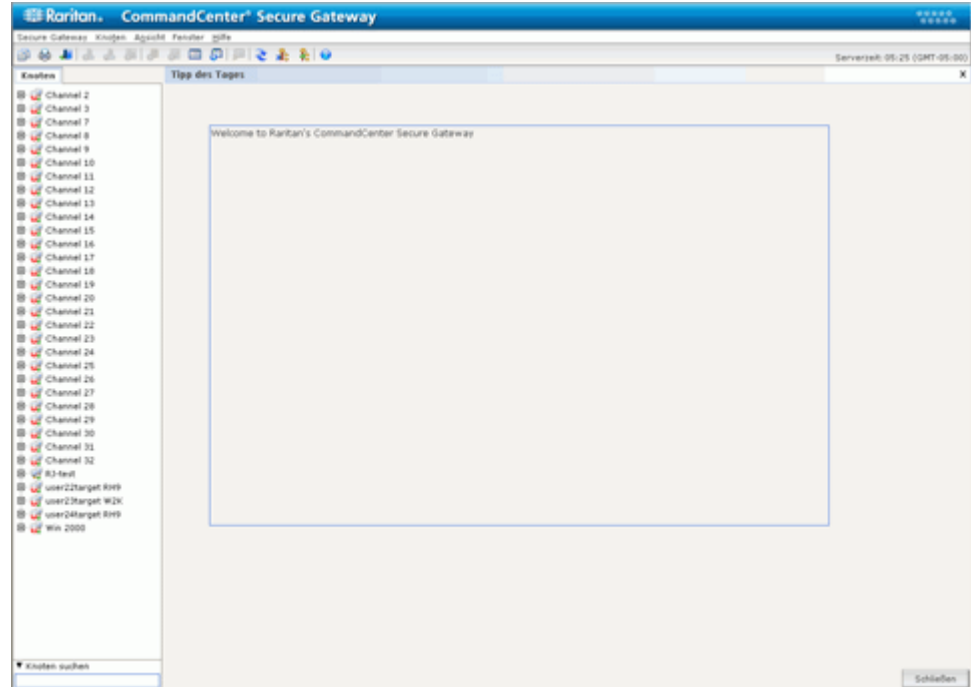 Raritan. CommandCenter® Secure Gateway
Secure Gateway Knoten Ansicht Fenster Hilfe
Serverzeit: 05:25 (GMT-05:00)
Knoten
Tipp des Tages
x
Channel 2
Channel 3
Channel 7
Channel 8
Channel 9
Channel 10
Channel 11
Channel 12
Channel 13
Channel 14
Channel 15
Channel 16
Channel 17
Channel 18
Channel 19
Channel 20
Channel 21
Channel 22
Channel 23
Channel 24
Channel 25
Channel 26
Channel 27
Channel 28
Channel 29
Channel 30
Channel 31
Channel 32
RJ-test
user22target RH9
user23target W2K
user24target RH9
Win 2000
Welcome to Raritan's CommandCenter Secure Gateway
Knoten suchen
Schließen